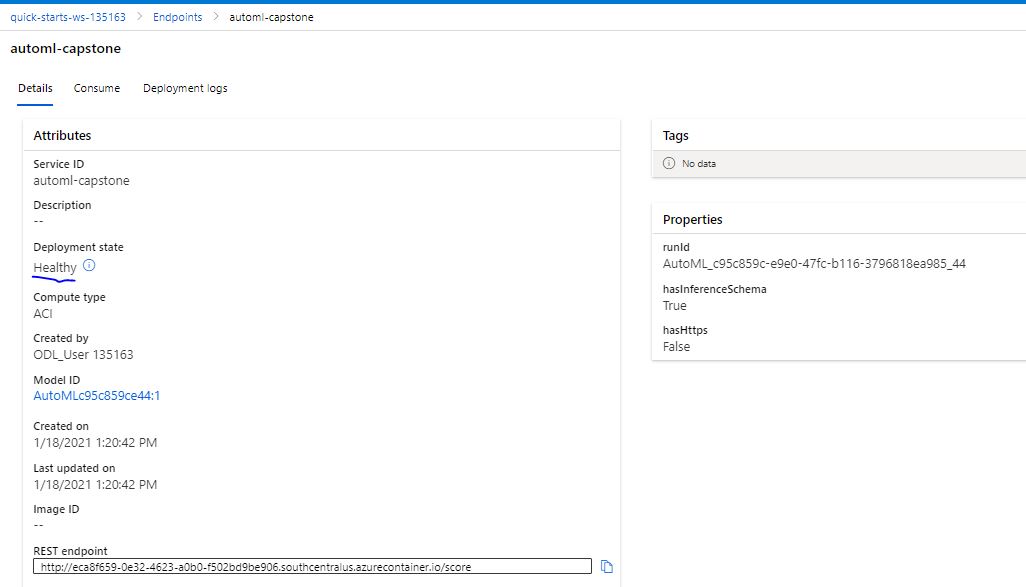 quick-starts-ws-135163 > Endpoints > automl-capstone
automl-capstone
Details Consume Deployment logs
Attributes
Service ID
automl-capstone
Description
--
Deployment state
Healthy
Compute type
ACI
Created by
ODL_User 135163
Model ID
AutoMLc95c859ce44:1
Created on
1/18/2021 1:20:42 PM
Last updated on
1/18/2021 1:20:42 PM
Image ID
--
REST endpoint
http://eca8f659-0e32-4623-a0b0-f502bd9be906.southcentralus.azurecontainer.io/score
Tags
No data
Properties
runId
AutoML_c95c859c-e9e0-47fc-b116-3796818ea985_44
hasInferenceSchema
True
hasHttps
False